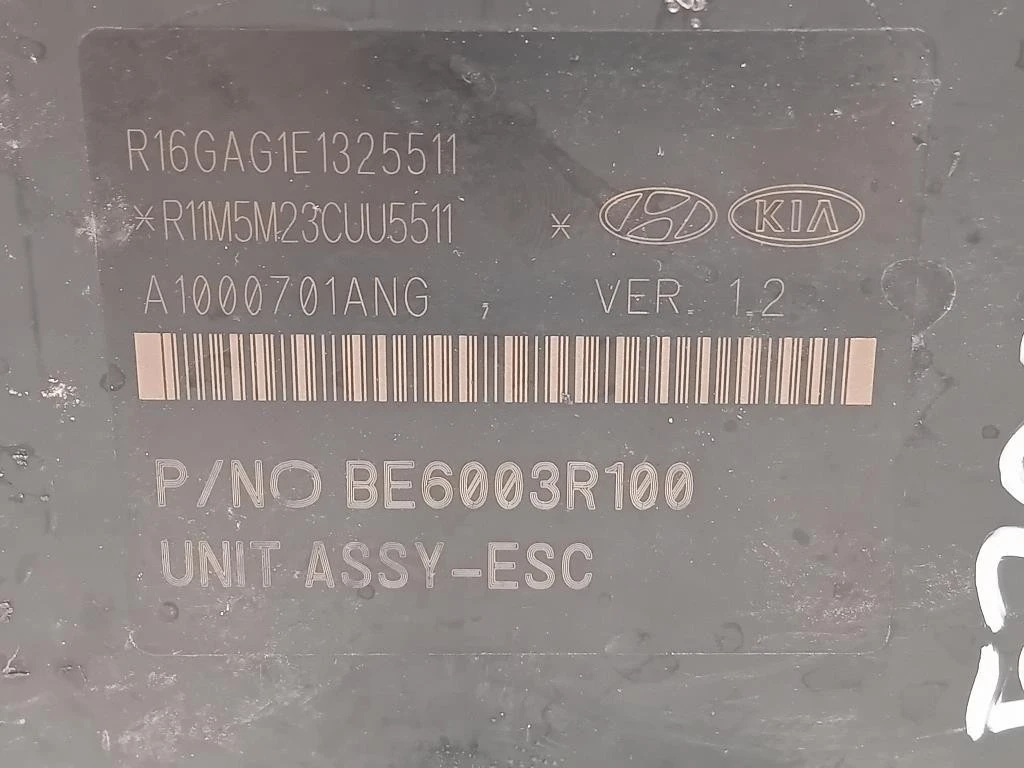 R16GAG1E1325511
*R11M5M23CUU5511 * KIA
A1000701ANG , VER. 1.2
P/NO BE6003R100
UNIT ASSY-ESC